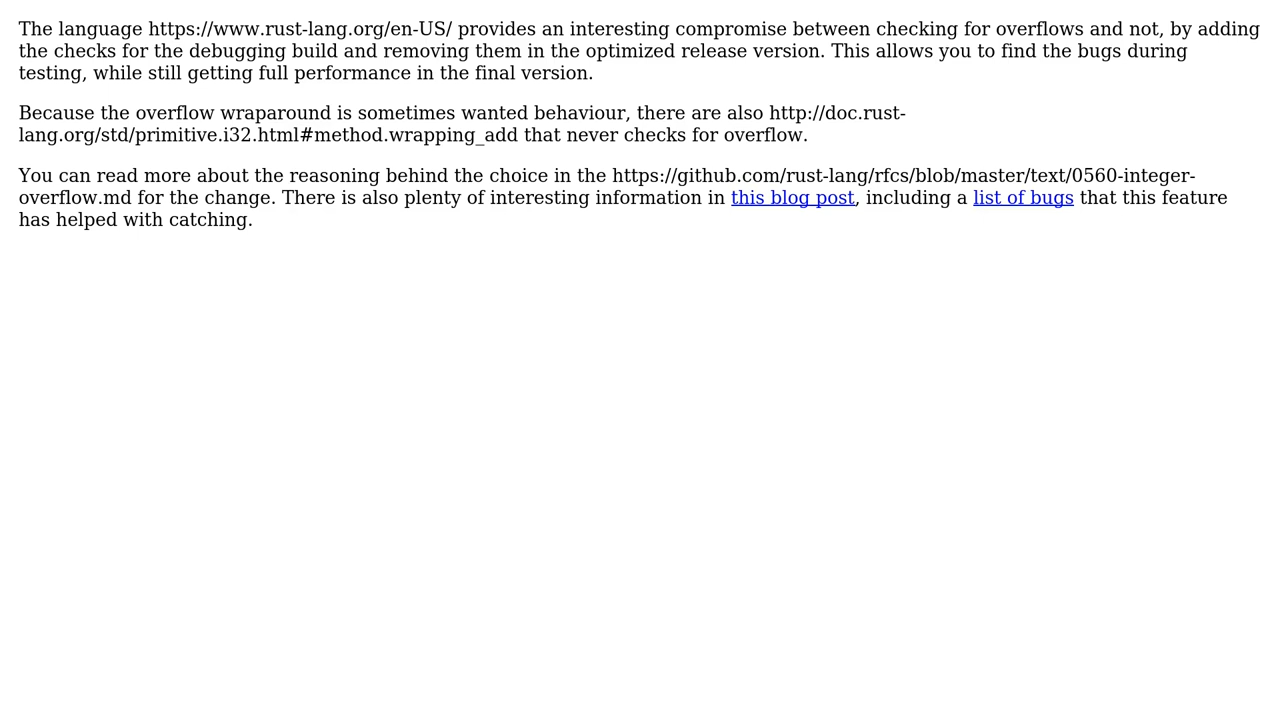 The language https://www.rust-lang.org/en-US/ provides an interesting compromise between checking for overflows and not, by adding
the checks for the debugging build and removing them in the optimized release version. This allows you to find the bugs during
testing, while still getting full performance in the final version.
Because the overflow wraparound is sometimes wanted behaviour, there are also http://doc.rust-
lang.org/std/primitive.i32.html#method.wrapping_add that never checks for overflow.
You can read more about the reasoning behind the choice in the https://github.com/rust-lang/rfcs/blob/master/text/0560-integer-
overflow.md for the change. There is also plenty of interesting information in this blog post, including a list of bugs that this feature
has helped with catching.